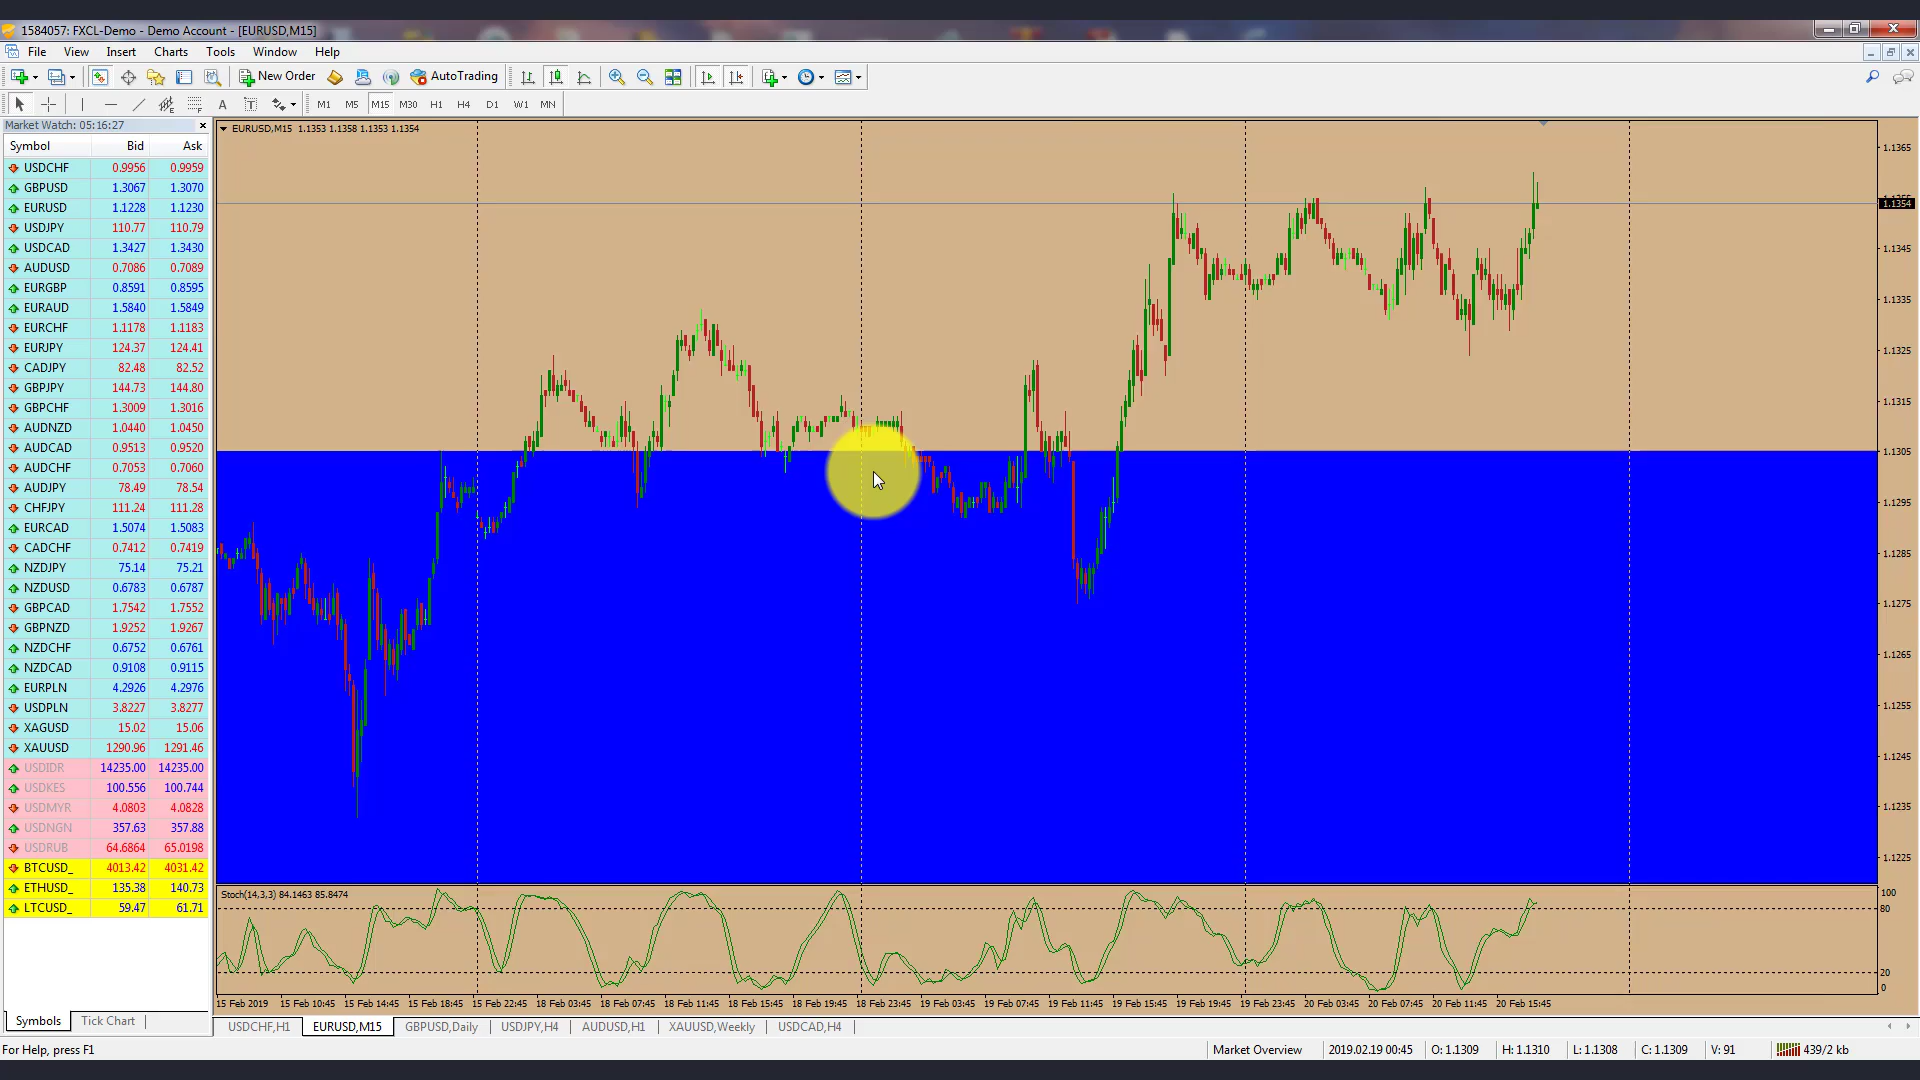 1584057: FXCL-Demo - Demo Account - [EURUSD,M15]
File View Insert Charts Tools Window Help
New Order AutoTrading
A T M1 M5 M15 M30 H1 H4 D1 W1 MN
Market Watch: 05:16:27
Symbol Bid Ask
USDCHF 0.9956 0.9959
GBPUSD 1.3067 1.3070
EURUSD 1.1228 1.1230
USDJPY 110.77 110.79
USDCAD 1.3427 1.3430
AUDUSD 0.7086 0.7089
EURGBP 0.8591 0.8595
EURAUD 1.5840 1.5849
EURCHF 1.1178 1.1183
EURJPY 124.37 124.41
CADJPY 82.48 82.52
GBPJPY 144.73 144.80
GBPCHF 1.3009 1.3016
AUDNZD 1.0440 1.0450
AUDCAD 0.9513 0.9520
AUDCHF 0.7053 0.7060
AUDJPY 78.49 78.54
CHFJPY 111.24 111.28
EURCAD 1.5074 1.5083
CADCHF 0.7412 0.7419
NZDJPY 75.14 75.21
NZDUSD 0.6783 0.6787
GBPCAD 1.7542 1.7552
GBPNZD 1.9252 1.9267
NZDCHF 0.6752 0.6761
NZDCAD 0.9108 0.9115
EURPLN 4.2926 4.2976
USDPLN 3.8227 3.8277
XAGUSD 15.02 15.06
XAUUSD 1290.96 1291.46
USDIDR 14235.00 14235.00
USDKES 100.556 100.744
USDMYR 4.0803 4.0828
USDNGN 357.63 357.88
USDRUB 64.6864 65.0198
BTCUSD_ 4013.42 4031.42
ETHUSD_ 135.38 140.73
LTCUSD_ 59.47 61.71
Symbols Tick Chart
EURUSD,M15 1.1353 1.1358 1.1353 1.1354
1.1365
1.1354
1.1345
1.1335
1.1325
1.1315
1.1305
1.1295
1.1285
1.1275
1.1265
1.1255
1.1245
1.1235
1.1225
Stoch(14,3,3) 84.1463 85.8474
100
80
20
0
15 Feb 2019 15 Feb 10:45 15 Feb 14:45 15 Feb 18:45 15 Feb 22:45 18 Feb 03:45 18 Feb 07:45 18 Feb 11:45 18 Feb 15:45 18 Feb 19:45 18 Feb 23:45 19 Feb 03:45 19 Feb 07:45 19 Feb 11:45 19 Feb 15:45 19 Feb 19:45 19 Feb 23:45 20 Feb 03:45 20 Feb 07:45 20 Feb 11:45 20 Feb 15:45
USDCHF,H1 EURUSD,M15 GBPUSD,Daily USDJPY,H4 AUDUSD,H1 XAUUSD,Weekly USDCAD,H4
For Help, press F1 Market Overview 2019.02.19 00:45 O: 1.1309 H: 1.1310 L: 1.1308 C: 1.1309 V: 91 439/2 kb